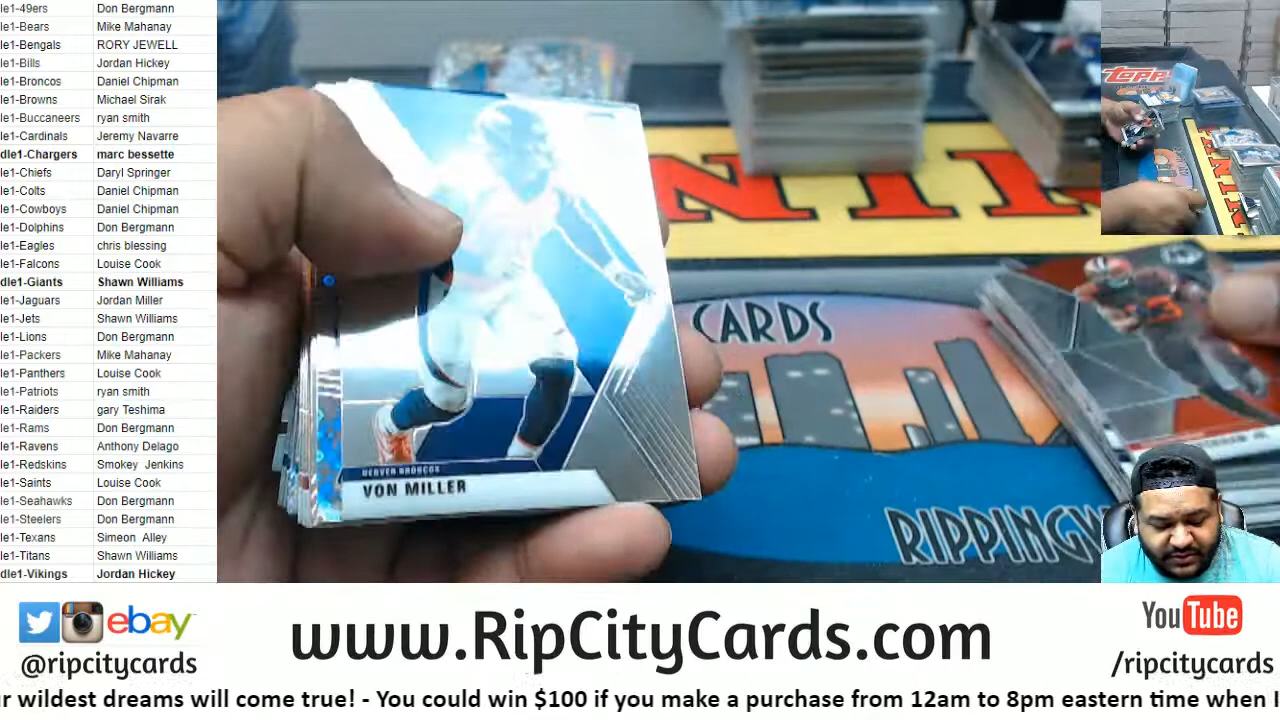 le1-49ers Don Bergmann
le1-Bears Mike Mahanay
le1-Bengals RORY JEWELL
le1-Bills Jordan Hickey
le1-Broncos Daniel Chipman
le1-Browns Michael Sirak
le1-Buccaneers ryan smith
le1-Cardinals Jeremy Navarre
dle1-Chargers marc bessette
le1-Chiefs Daryl Springer
le1-Colts Daniel Chipman
le1-Cowboys Daniel Chipman
le1-Dolphins Don Bergmann
le1-Eagles chris blessing
le1-Falcons Louise Cook
dle1-Giants Shawn Williams
le1-Jaguars Jordan Miller
le1-Jets Shawn Williams
le1-Lions Don Bergmann
le1-Packers Mike Mahanay
le1-Panthers Louise Cook
le1-Patriots ryan smith
le1-Raiders gary Teshima
le1-Rams Don Bergmann
le1-Ravens Anthony Delago
le1-Redskins Smokey Jenkins
le1-Saints Louise Cook
le1-Seahawks Don Bergmann
le1-Steelers Don Bergmann
le1-Texans Simeon Alley
le1-Titans Shawn Williams
dle1-Vikings Jordan Hickey
DENVER BRONCOS
VON MILLER
NINI
CARDS
RIPPINGW
TOPPS
ebay
@ripcitycards
www.RipCityCards.com
YouTube
/ripcitycards
ur wildest dreams will come true! - You could win $100 if you make a purchase from 12am to 8pm eastern time when I